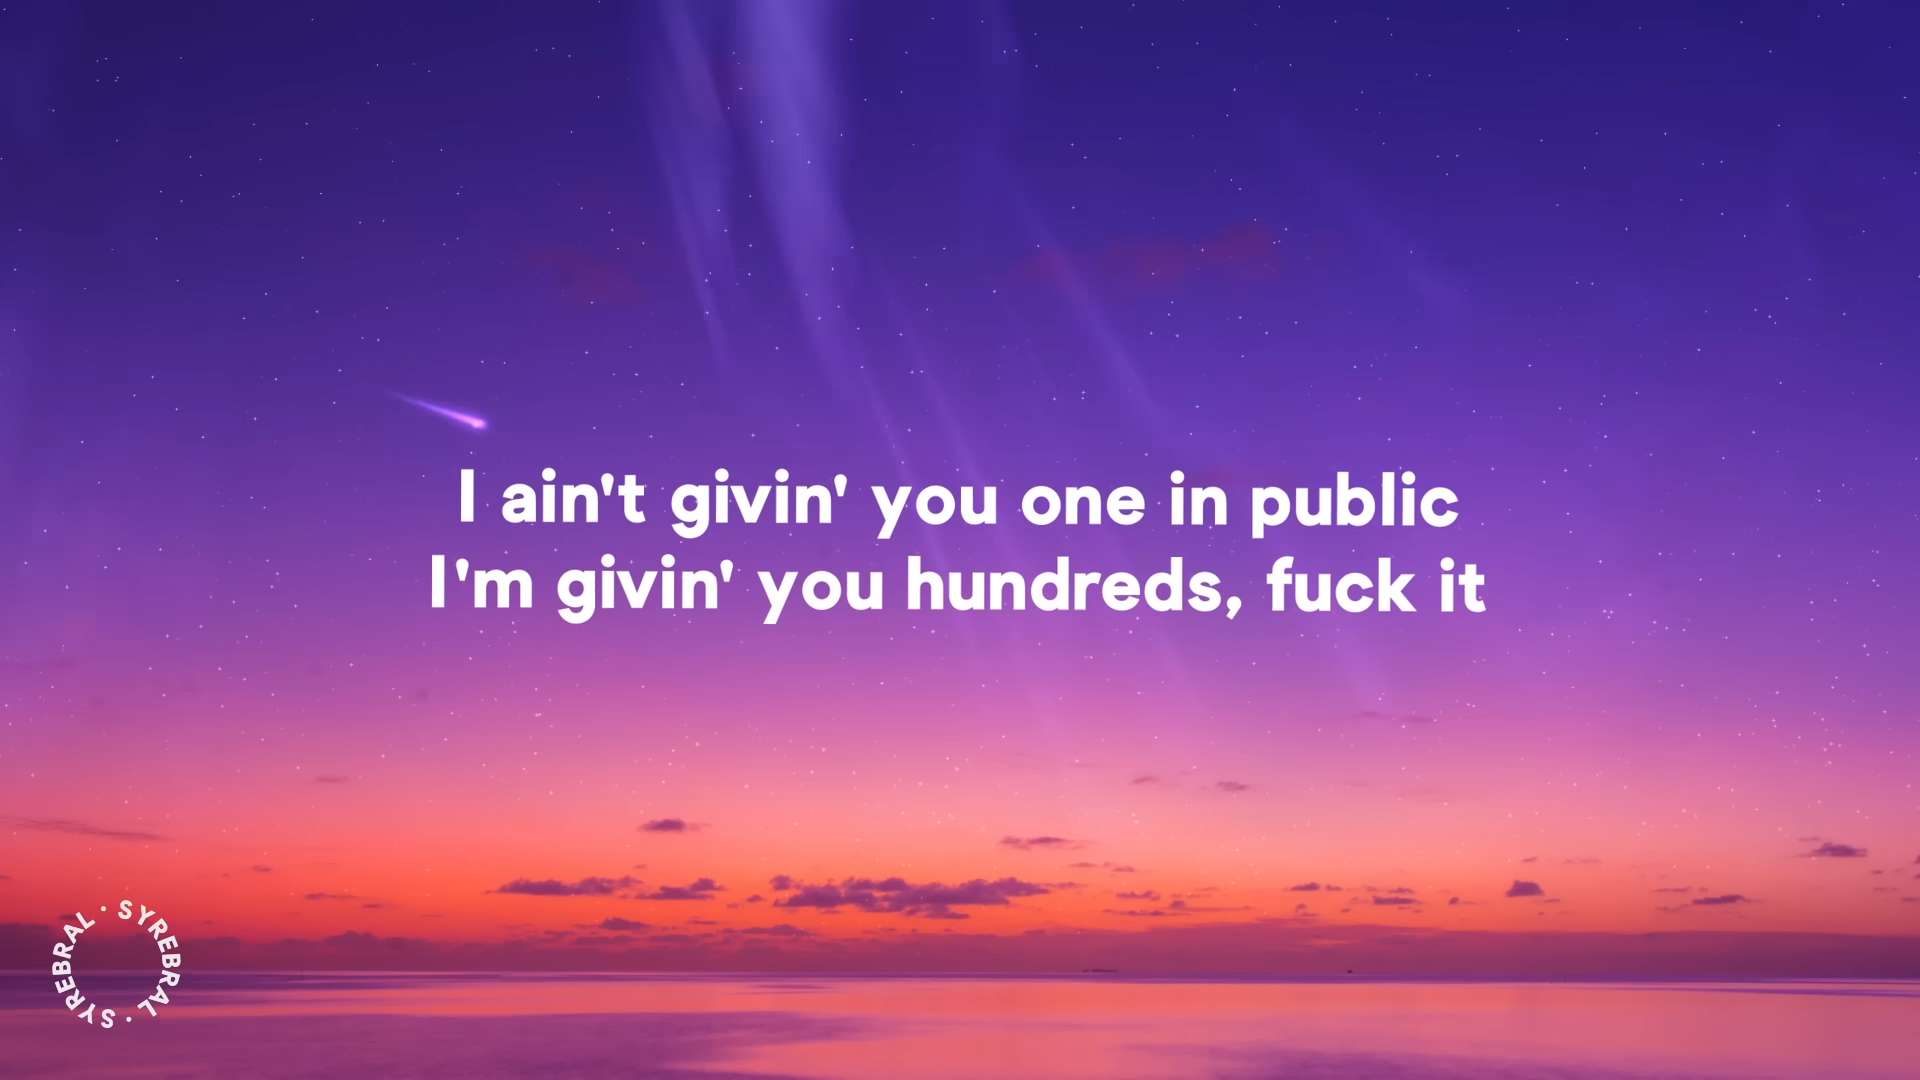 I ain't givin' you one in public
I'm givin' you hundreds, fuck it
SYREBRAL · SYREBRAL ·